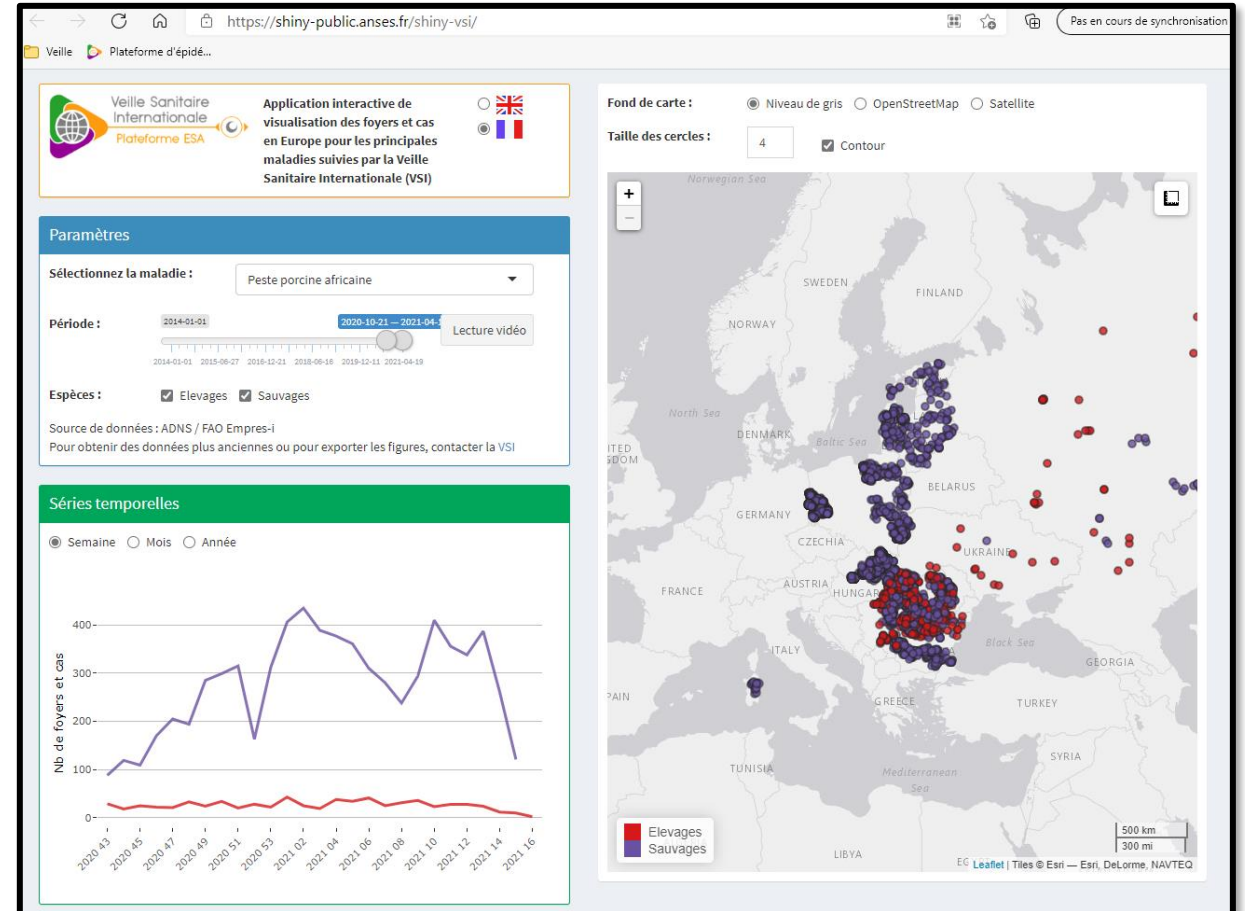 https://shiny-public.anses.fr/shiny-vsi/
Pas en cours de synchronisation
Veille
Plateforme d'épidé...
Veille Sanitaire
Internationale
Plateforme ESA
Application interactive de
visualisation des foyers et cas
en Europe pour les principales
maladies suivies par la Veille
Sanitaire Internationale (VSI)
Paramètres
Sélectionnez la maladie :
Peste porcine africaine
Période :
2014-01-01
2020-10-21 — 2021-04-
Lecture vidéo
2014-01-01 2015-06-27 2016-12-21 2018-06-16 2019-12-11 2021-04-19
Espèces :
Elevages
Sauvages
Source de données : ADNS / FAO Empres-i
Pour obtenir des données plus anciennes ou pour exporter les figures, contacter la VSI
Séries temporelles
Semaine
Mois
Année
Nb de foyers et cas
400
300
200
100
0
2020 43
2020 45
2020 47
2020 49
2020 51
2020 53
2021 02
2021 04
2021 06
2021 08
2021 10
2021 12
2021 14
2021 16
Fond de carte :
Niveau de gris
OpenStreetMap
Satellite
Taille des cercles :
4
Contour
Norwegian Sea
+
−
SWEDEN
FINLAND
NORWAY
North Sea
DENMARK
Baltic Sea
ITED
GDOM
BELARUS
GERMANY
CZECHIA
UKRAINE
FRANCE
AUSTRIA
HUNGAR
ITALY
Black Sea
GEORGIA
PAIN
GREECE
TURKEY
SYRIA
TUNISIA
Mediterranean
Sea
Elevages
Sauvages
LIBYA
500 km
300 mi
EG
Leaflet | Tiles © Esri — Esri, DeLorme, NAVTEQ